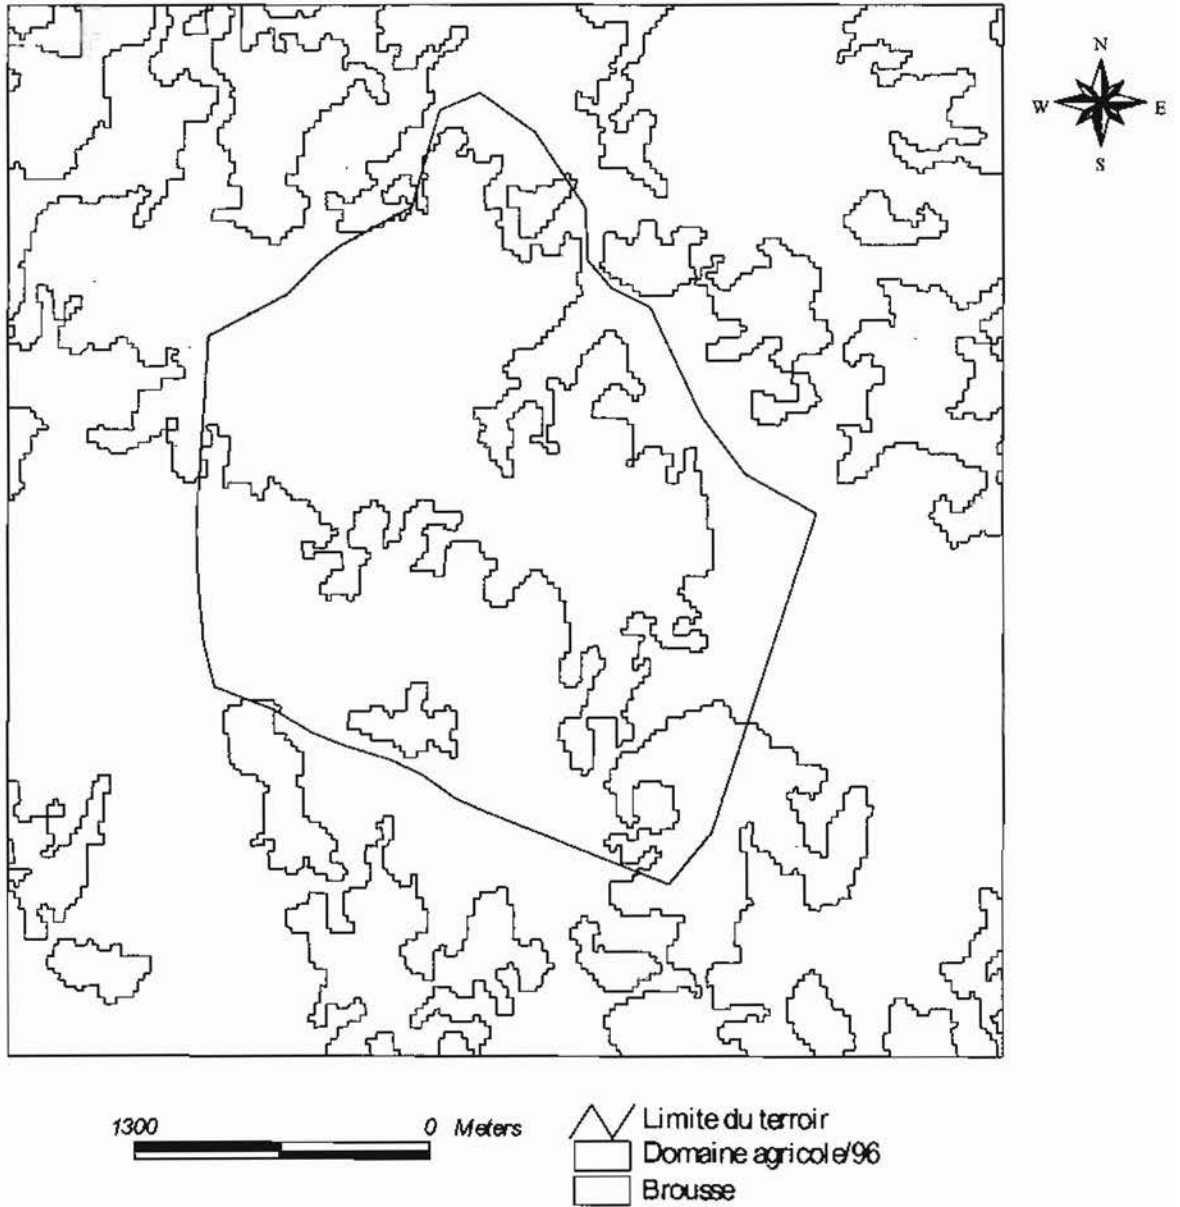 N
W E
S
1300 0 Meters
Limite du terroir
Domaine agricole/96
Brousse